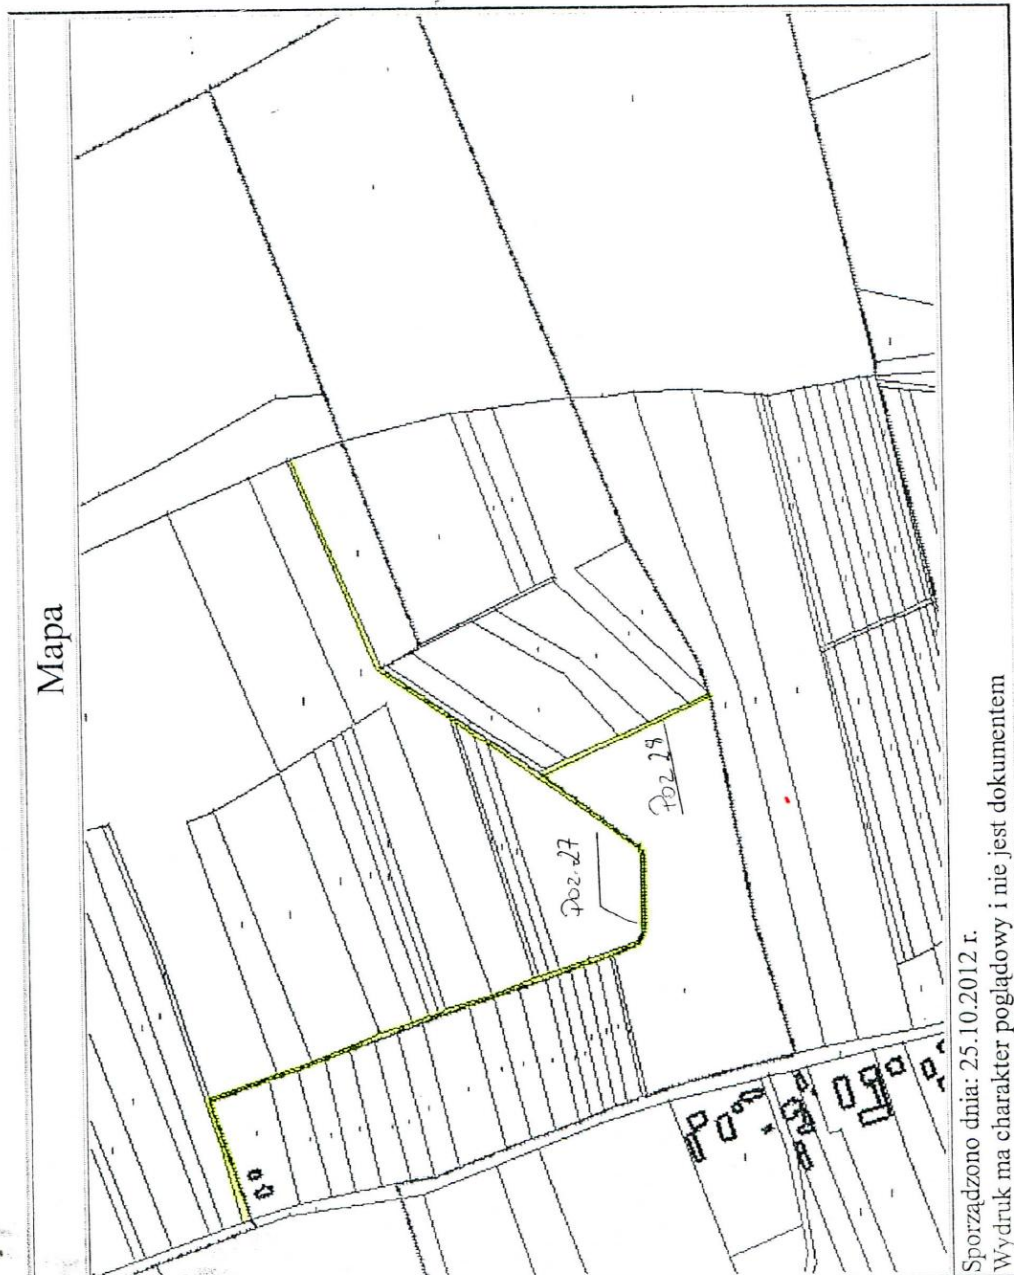 Mapa
Poz. 27
Poz 28
Sporządzono dnia: 25.10.2012 r.
Wydruk ma charakter poglądowy i nie jest dokumentem